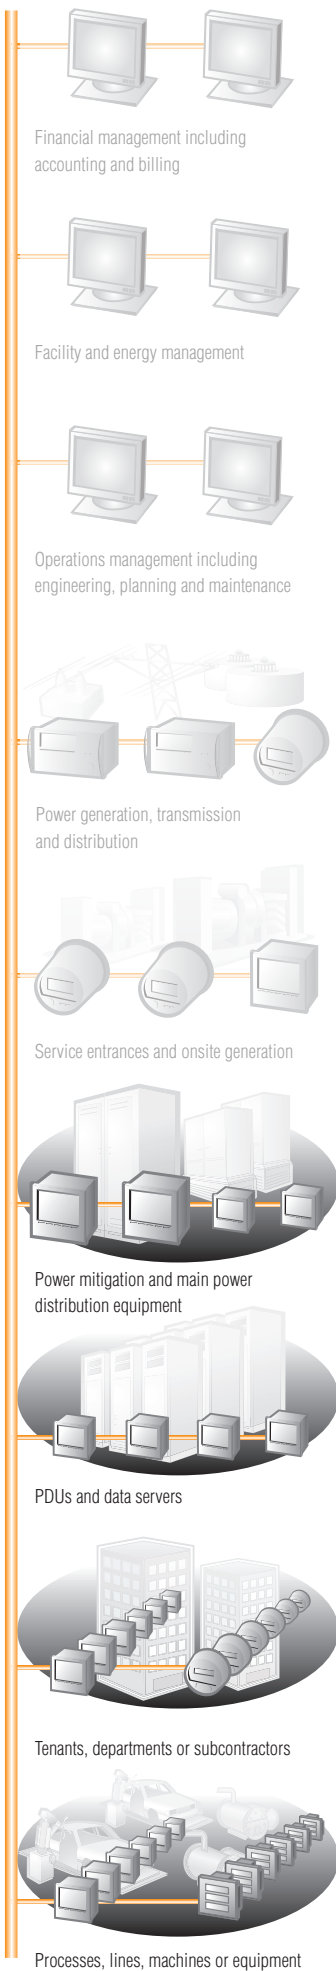 Financial management including
accounting and billing
Facility and energy management
Operations management including
engineering, planning and maintenance
Power generation, transmission
and distribution
Service entrances and onsite generation
Power mitigation and main power
distribution equipment
PDUs and data servers
Tenants, departments or subcontractors
Processes, lines, machines or equipment